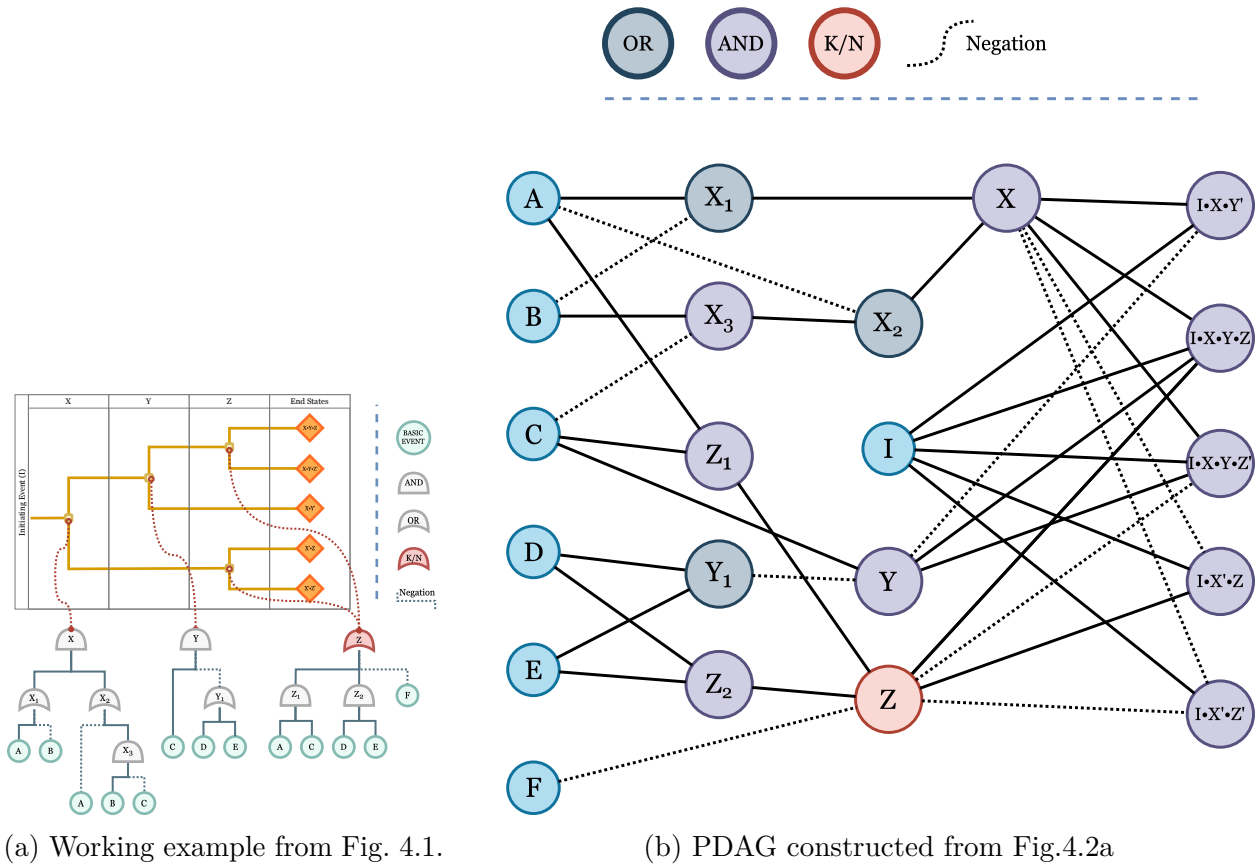 OR
AND
K/N
Negation
A
X₁
X
I•X•Y'
B
X₃
X₂
I•X•Y•Z
C
Z₁
I
I•X•Y•Z'
D
Y₁
Y
I•X'•Z
E
Z₂
Z
I•X'•Z'
F
X
Y
Z
End States
Initiating Event (I)
X•Y•Z
X•Y•Z'
X•Y'
X'•Z
X'•Z'
BASIC
EVENT
AND
OR
K/N
Negation
X
Y
Z
X₁
X₂
Y₁
Z₁
Z₂
F
A
B
X₃
C
D
E
A
C
D
E
A
B
C
(a) Working example from Fig. 4.1.
(b) PDAG constructed from Fig.4.2a